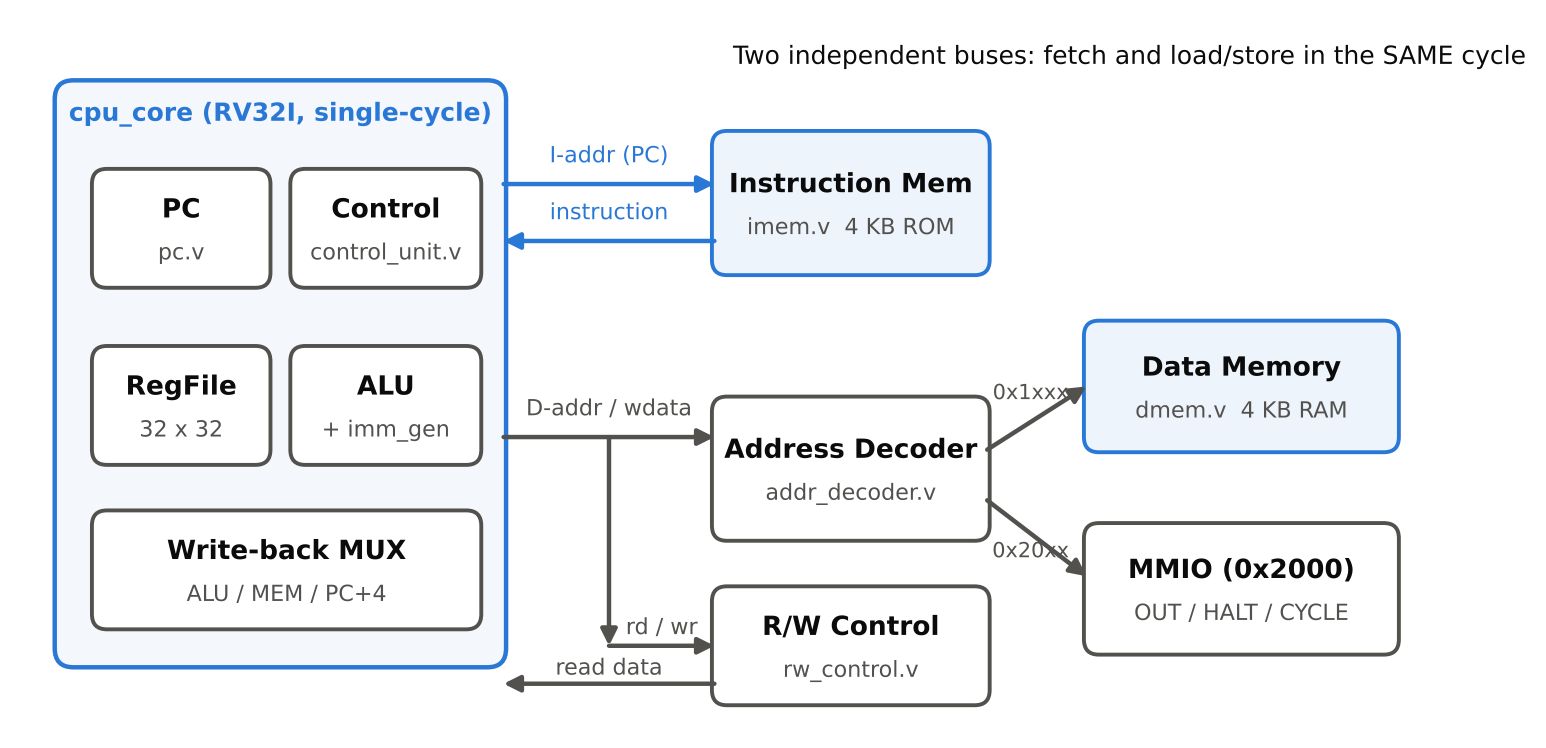 Two independent buses: fetch and load/store in the SAME cycle
cpu_core (RV32I, single-cycle)
PC
pc.v
Control
control_unit.v
RegFile
32 x 32
ALU
+ imm_gen
Write-back MUX
ALU / MEM / PC+4
I-addr (PC)
instruction
Instruction Mem
imem.v 4 KB ROM
D-addr / wdata
Address Decoder
addr_decoder.v
0x1xxx
Data Memory
dmem.v 4 KB RAM
0x20xx
MMIO (0x2000)
OUT / HALT / CYCLE
rd / wr
read data
R/W Control
rw_control.v